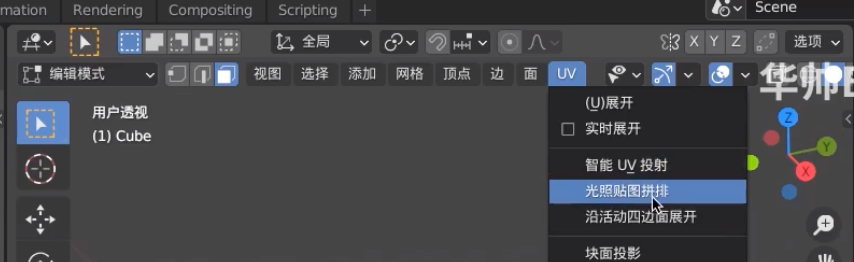 mation Rendering Compositing Scripting + Scene
全局 X Y Z 选项
编辑模式 视图 选择 添加 网格 顶点 边 面 UV
华帅
用户透视
(1) Cube
(U)展开
实时展开
智能 UV 投射
光照贴图拼排
沿活动四边面展开
块面投影
Z
Y
X